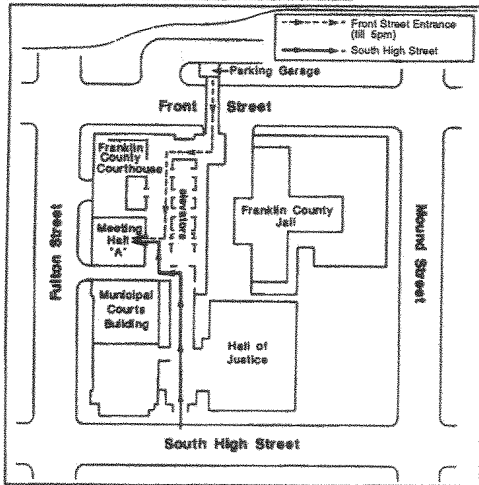 Front Street Entrance
(till 5pm)
South High Street
Parking Garage
Front Street
Franklin
County
Courthouse
elevators
Franklin County
Jail
Meeting
Hall
"A"
Fulton Street
Mound Street
Municipal
Courts
Building
Hall of
Justice
South High Street